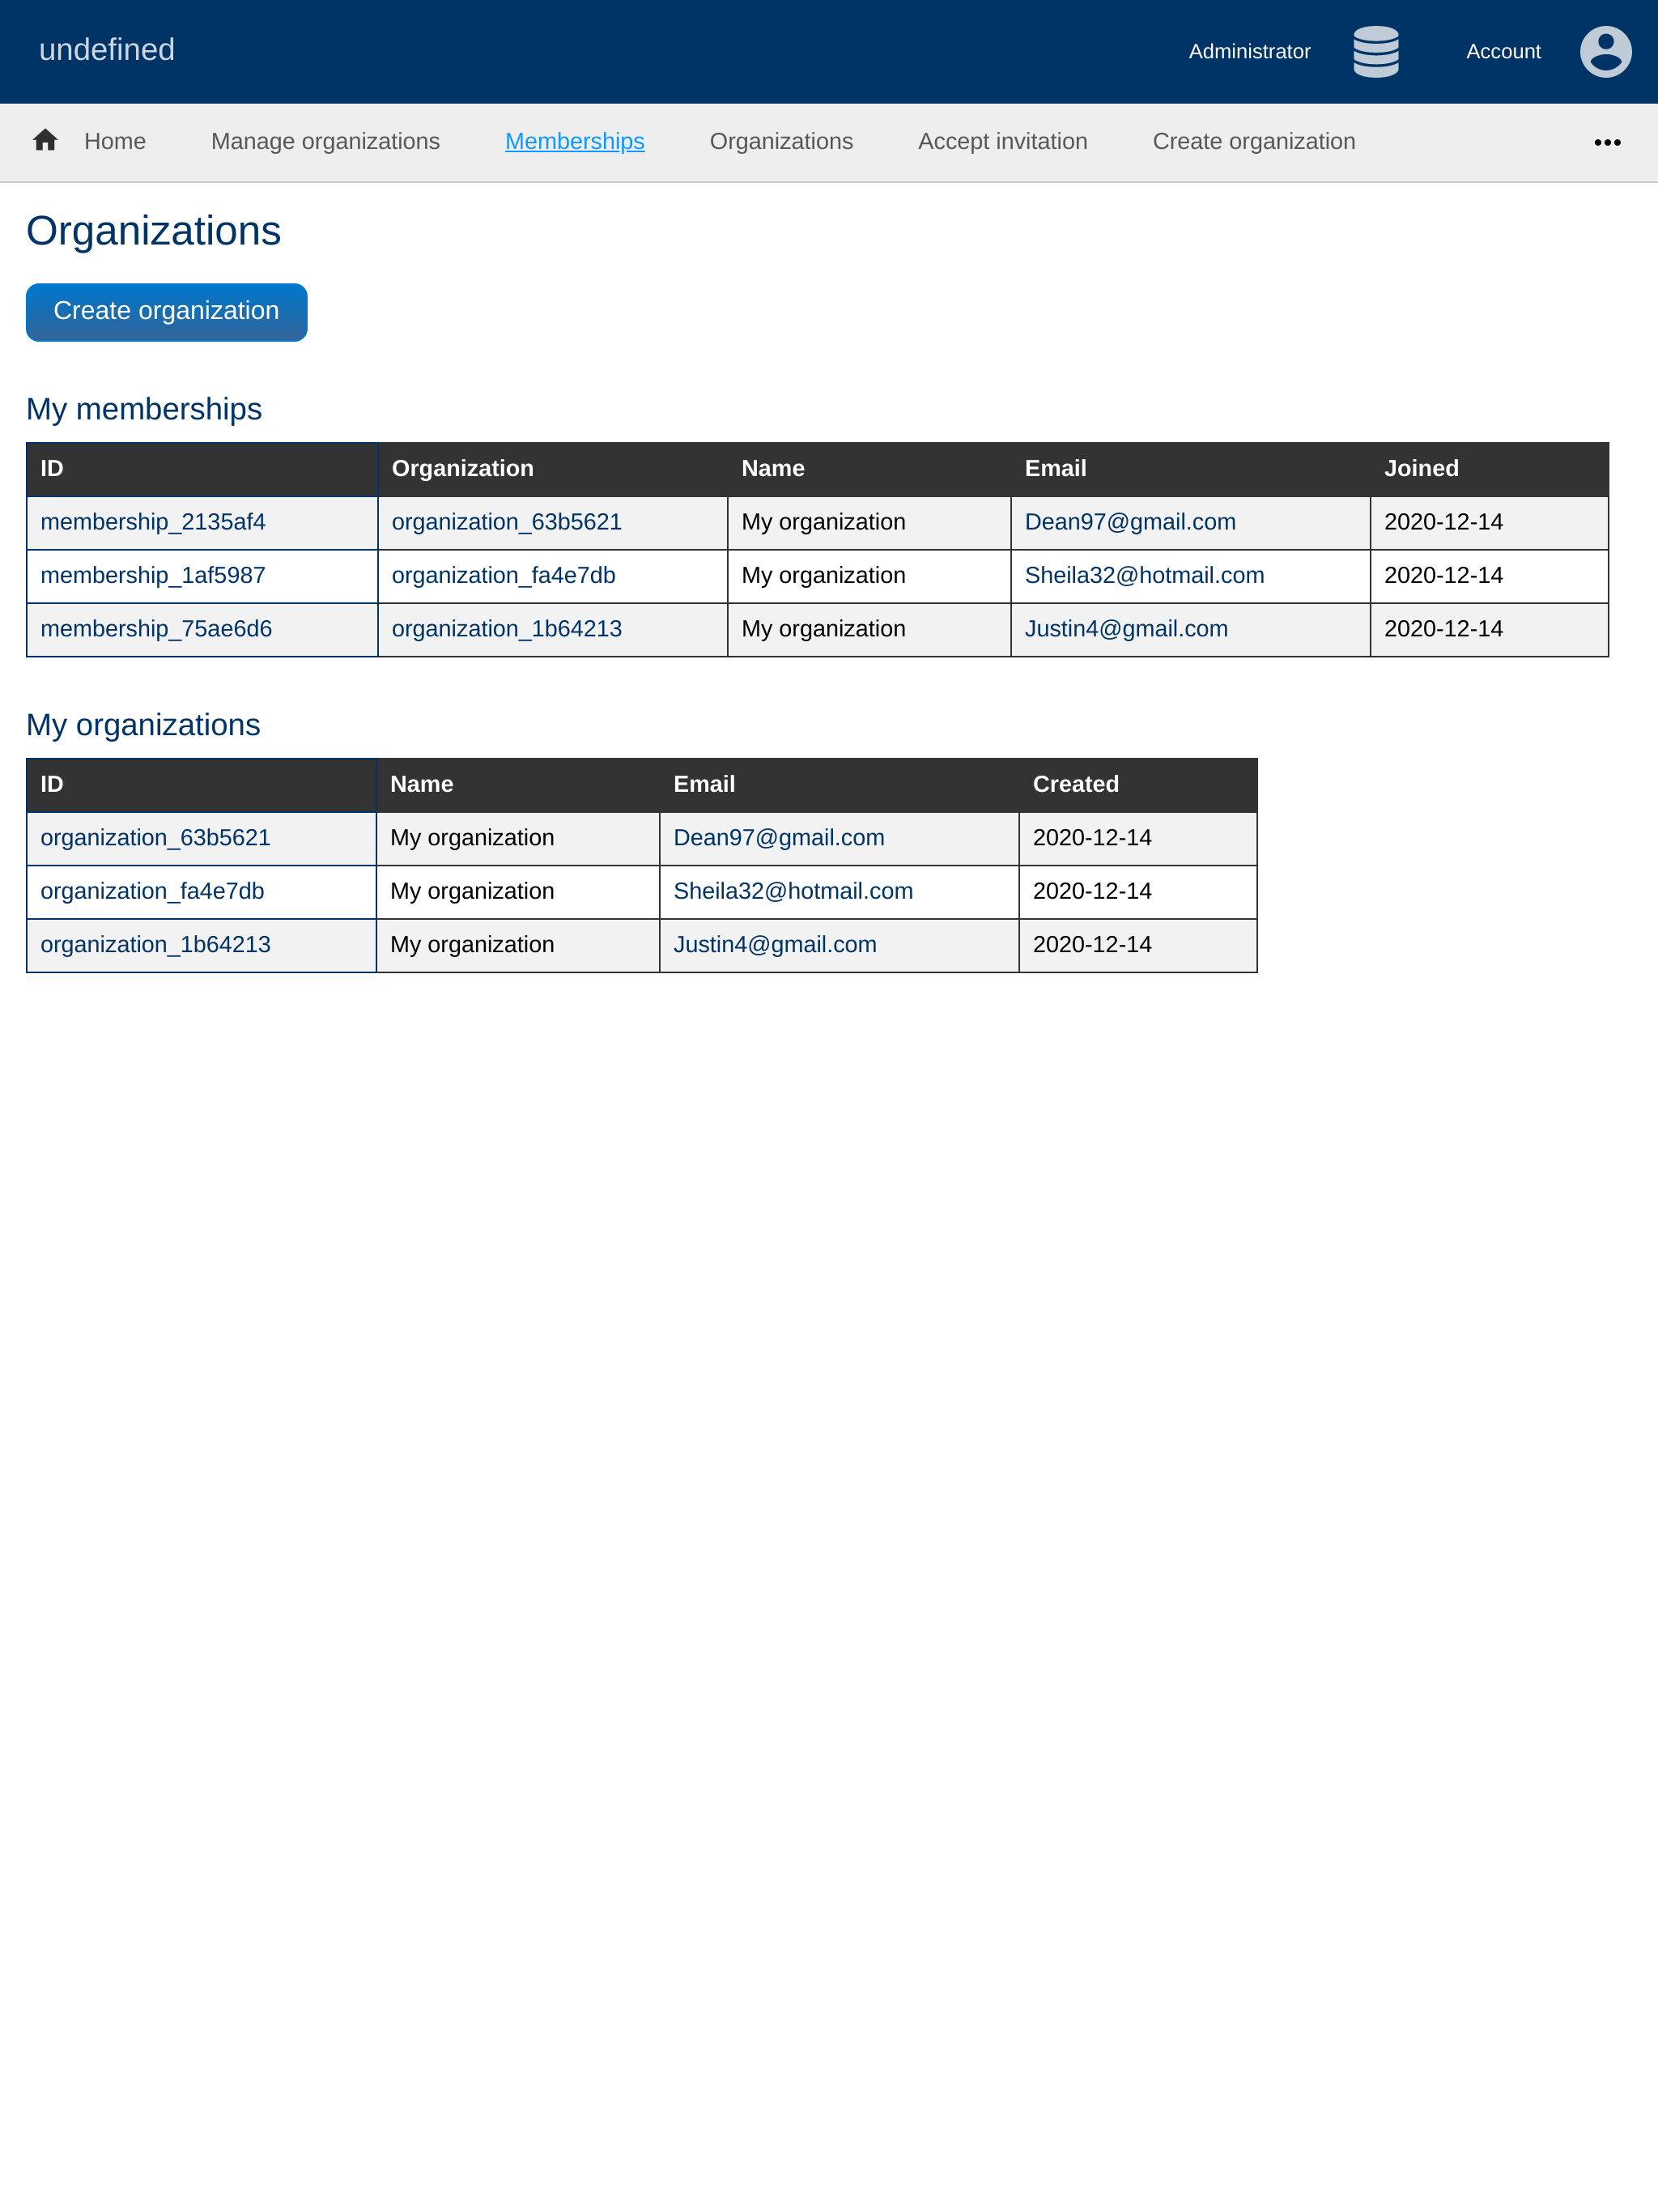 undefined Administrator Account
Home Manage organizations Memberships Organizations Accept invitation Create organization
Organizations
Create organization
My memberships
ID Organization Name Email Joined
membership_2135af4 organization_63b5621 My organization Dean97@gmail.com 2020-12-14
membership_1af5987 organization_fa4e7db My organization Sheila32@hotmail.com 2020-12-14
membership_75ae6d6 organization_1b64213 My organization Justin4@gmail.com 2020-12-14
My organizations
ID Name Email Created
organization_63b5621 My organization Dean97@gmail.com 2020-12-14
organization_fa4e7db My organization Sheila32@hotmail.com 2020-12-14
organization_1b64213 My organization Justin4@gmail.com 2020-12-14